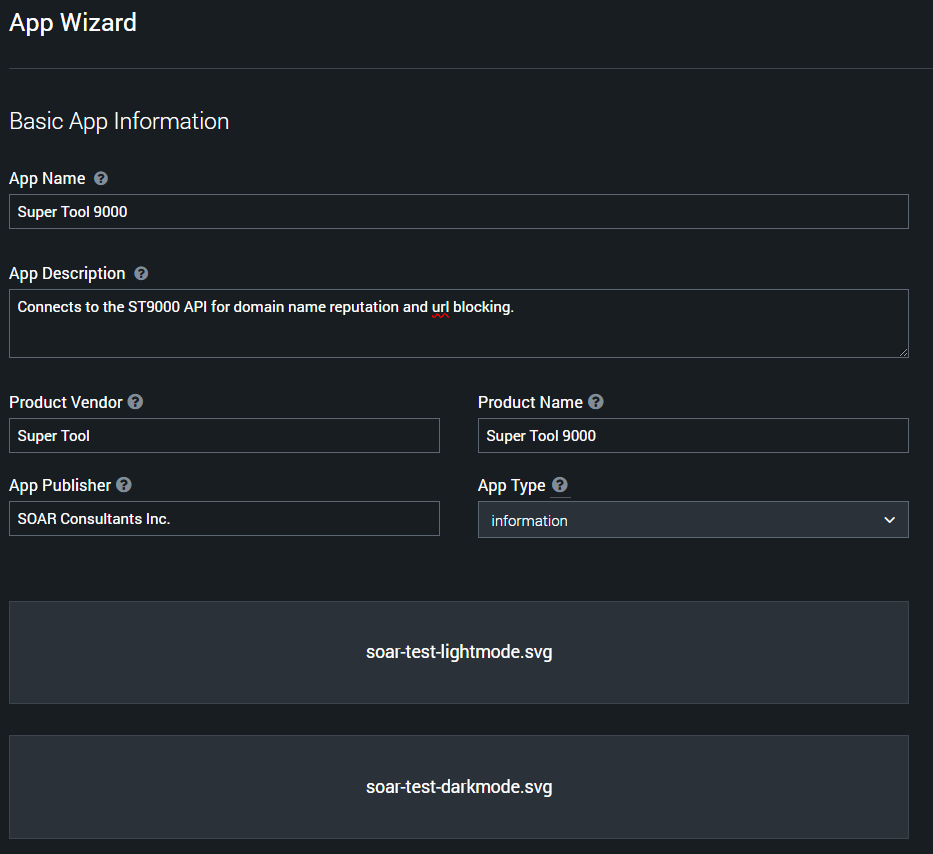 App Wizard
Basic App Information
App Name
Super Tool 9000
App Description
Connects to the ST9000 API for domain name reputation and url blocking.
Product Vendor
Product Name
Super Tool
Super Tool 9000
App Publisher
App Type
SOAR Consultants Inc.
information
soar-test-lightmode.svg
soar-test-darkmode.svg